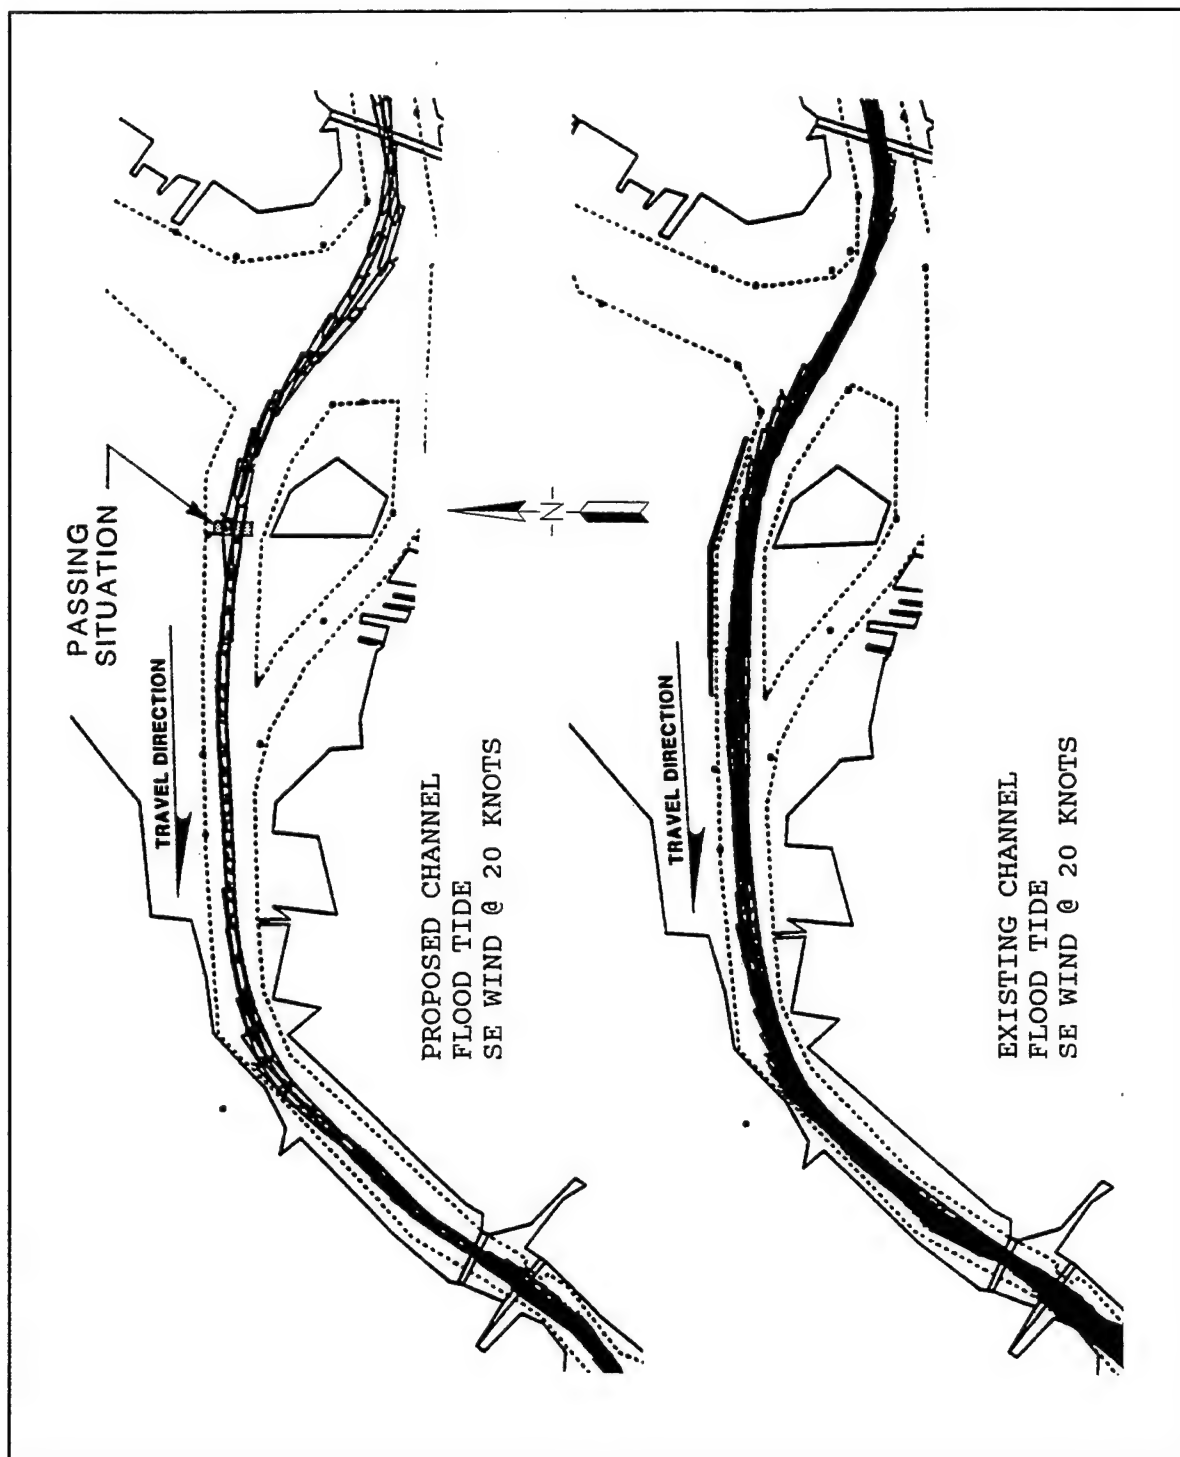 PASSING
SITUATION
TRAVEL DIRECTION
PROPOSED CHANNEL
FLOOD TIDE
SE WIND @ 20 KNOTS
-N-
TRAVEL DIRECTION
EXISTING CHANNEL
FLOOD TIDE
SE WIND @ 20 KNOTS